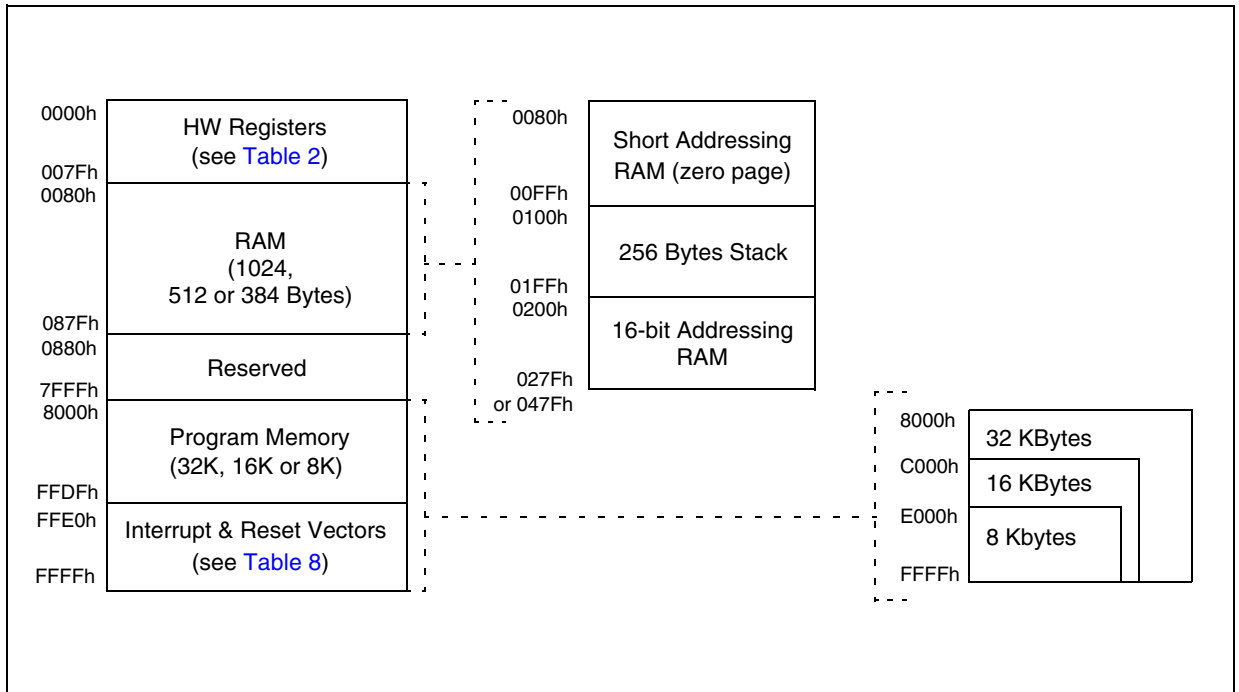 0000h
HW Registers
(see Table 2)
007Fh
0080h
RAM
(1024,
512 or 384 Bytes)
087Fh
0880h
Reserved
7FFFh
8000h
Program Memory
(32K, 16K or 8K)
FFDFh
FFE0h
Interrupt & Reset Vectors
(see Table 8)
FFFFh
0080h
Short Addressing
RAM (zero page)
00FFh
0100h
256 Bytes Stack
01FFh
0200h
16-bit Addressing
RAM
027Fh
or 047Fh
8000h
32 KBytes
C000h
16 KBytes
E000h
8 Kbytes
FFFFh